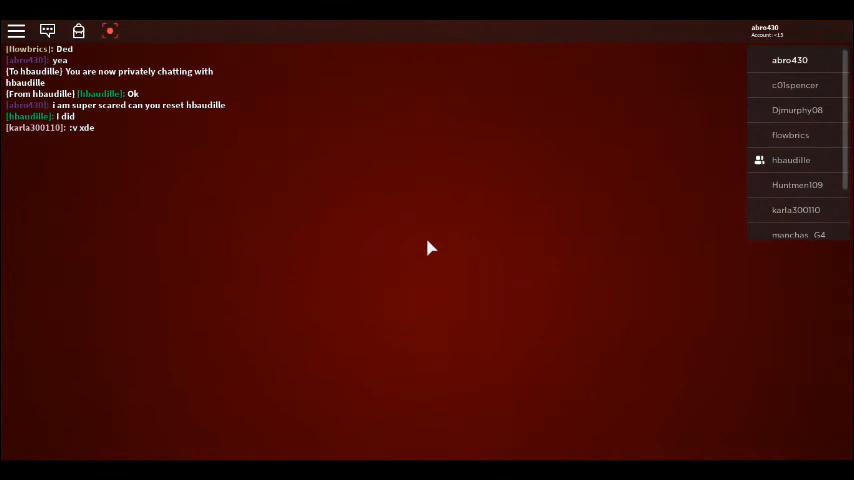 abro430
Account: <13
[flowbrics]: Ded
[abro430]: yea
{To hbaudille} You are now privately chatting with
hbaudille
{From hbaudille} [hbaudille]: Ok
[abro430]: i am super scared can you reset hbaudille
[hbaudille]: I did
[karla300110]: :v xde
abro430
c01spencer
Djmurphy08
flowbrics
hbaudille
Huntmen109
karla300110
manchas_G4